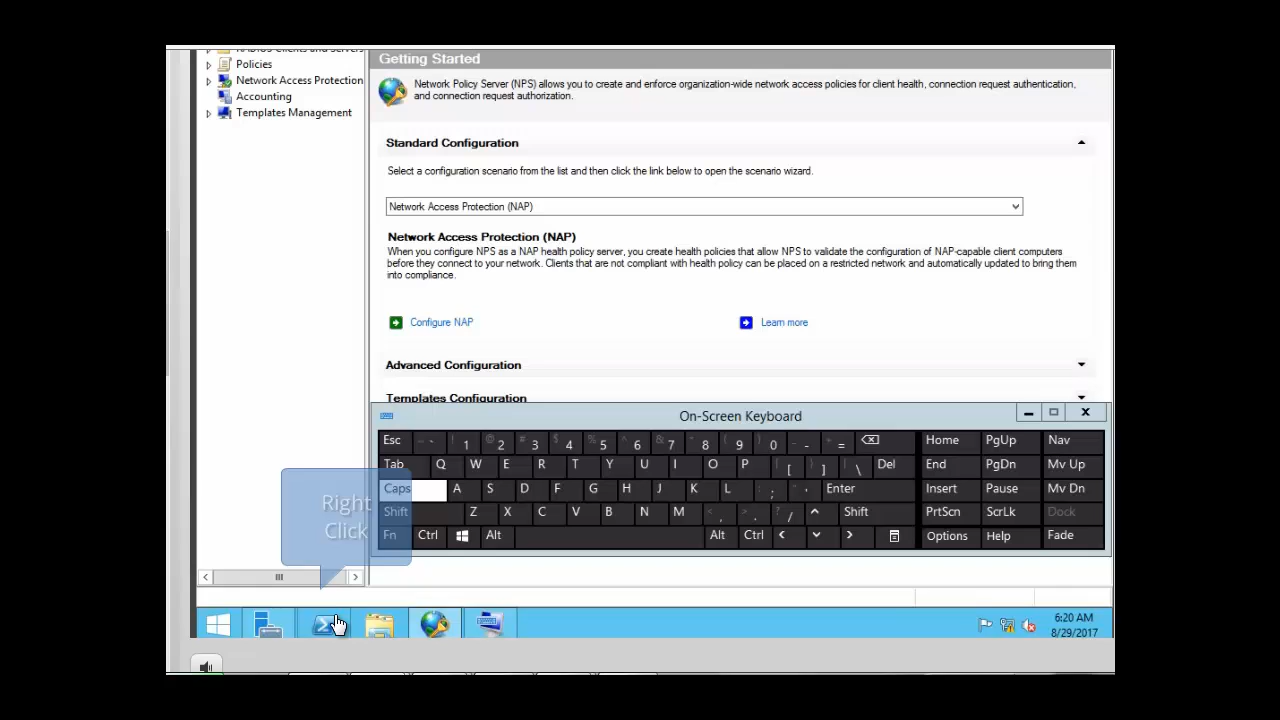 RADIUS Clients and Servers
Policies
Network Access Protection
Accounting
Templates Management
Getting Started
Network Policy Server (NPS) allows you to create and enforce organization-wide network access policies for client health, connection request authentication,
and connection request authorization.
Standard Configuration
Select a configuration scenario from the list and then click the link below to open the scenario wizard.
Network Access Protection (NAP)
Network Access Protection (NAP)
When you configure NPS as a NAP health policy server, you create health policies that allow NPS to validate the configuration of NAP-capable client computers
before they connect to your network. Clients that are not compliant with health policy can be placed on a restricted network and automatically updated to bring them
into compliance.
Configure NAP
Learn more
Advanced Configuration
Templates Configuration
On-Screen Keyboard
Esc ~ ` ! 1 @ 2 # 3 $ 4 % 5 ^ 6 & 7 * 8 ( 9 ) 0 _ - + = Home PgUp Nav
Tab Q W E R T Y U I O P { [ } ] | \ Del End PgDn Mv Up
Caps A S D F G H J K L : ; " ' Enter Insert Pause Mv Dn
Shift Z X C V B N M < , > . ? / Shift PrtScn ScrLk Dock
Fn Ctrl Alt Alt Ctrl Options Help Fade
Right
Click
6:20 AM
8/29/2017